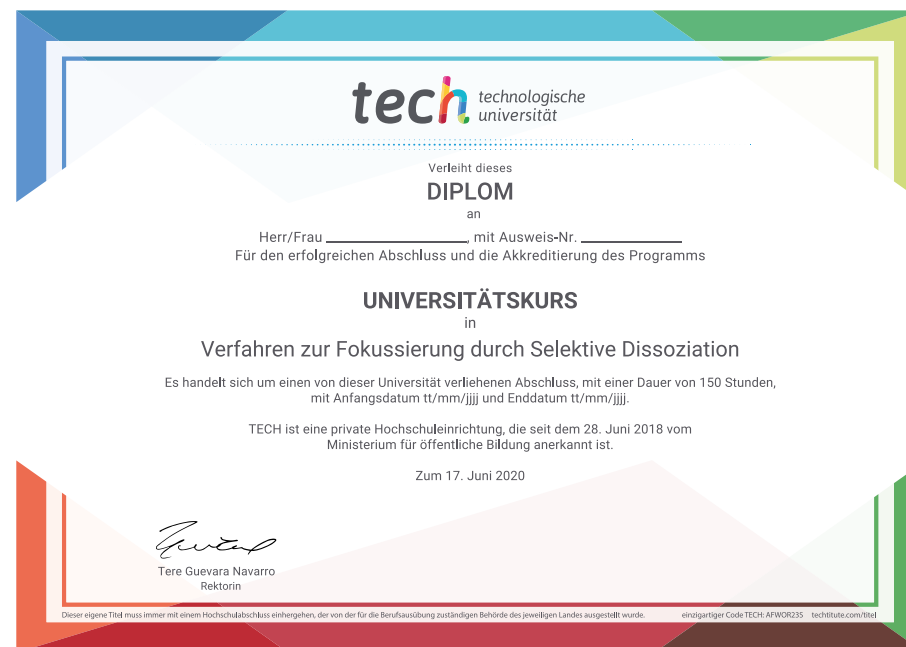 tech technologische
universität
Verleiht dieses
DIPLOM
an
Herr/Frau ____________________, mit Ausweis-Nr. ______________
Für den erfolgreichen Abschluss und die Akkreditierung des Programms
UNIVERSITÄTSKURS
in
Verfahren zur Fokussierung durch Selektive Dissoziation
Es handelt sich um einen von dieser Universität verliehenen Abschluss, mit einer Dauer von 150 Stunden,
mit Anfangsdatum tt/mm/jjjj und Enddatum tt/mm/jjjj.
TECH ist eine private Hochschuleinrichtung, die seit dem 28. Juni 2018 vom
Ministerium für öffentliche Bildung anerkannt ist.
Zum 17. Juni 2020
Tere Guevara Navarro
Rektorin
Dieser eigene Titel muss immer mit einem Hochschulabschluss einhergehen, der von der für die Berufsausübung zuständigen Behörde des jeweiligen Landes ausgestellt wurde. einzigartiger Code TECH: AFWOR235 techtitute.com/titel